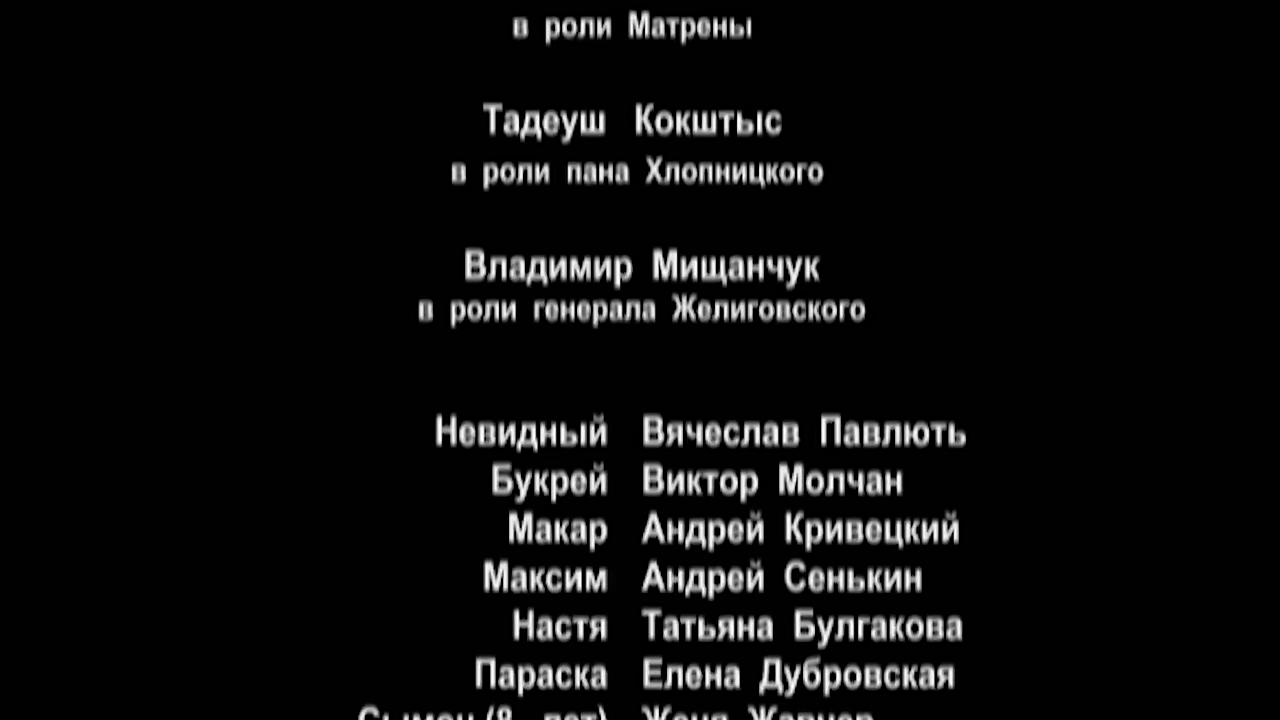 в роли Матрены
Тадеуш Кокштыс
в роли пана Хлопницкого
Владимир Мищанчук
в роли генерала Желиговского
Невидный Вячеслав Павлють
Букрей Виктор Молчан
Макар Андрей Кривецкий
Максим Андрей Сенькин
Настя Татьяна Булгакова
Параска Елена Дубровская